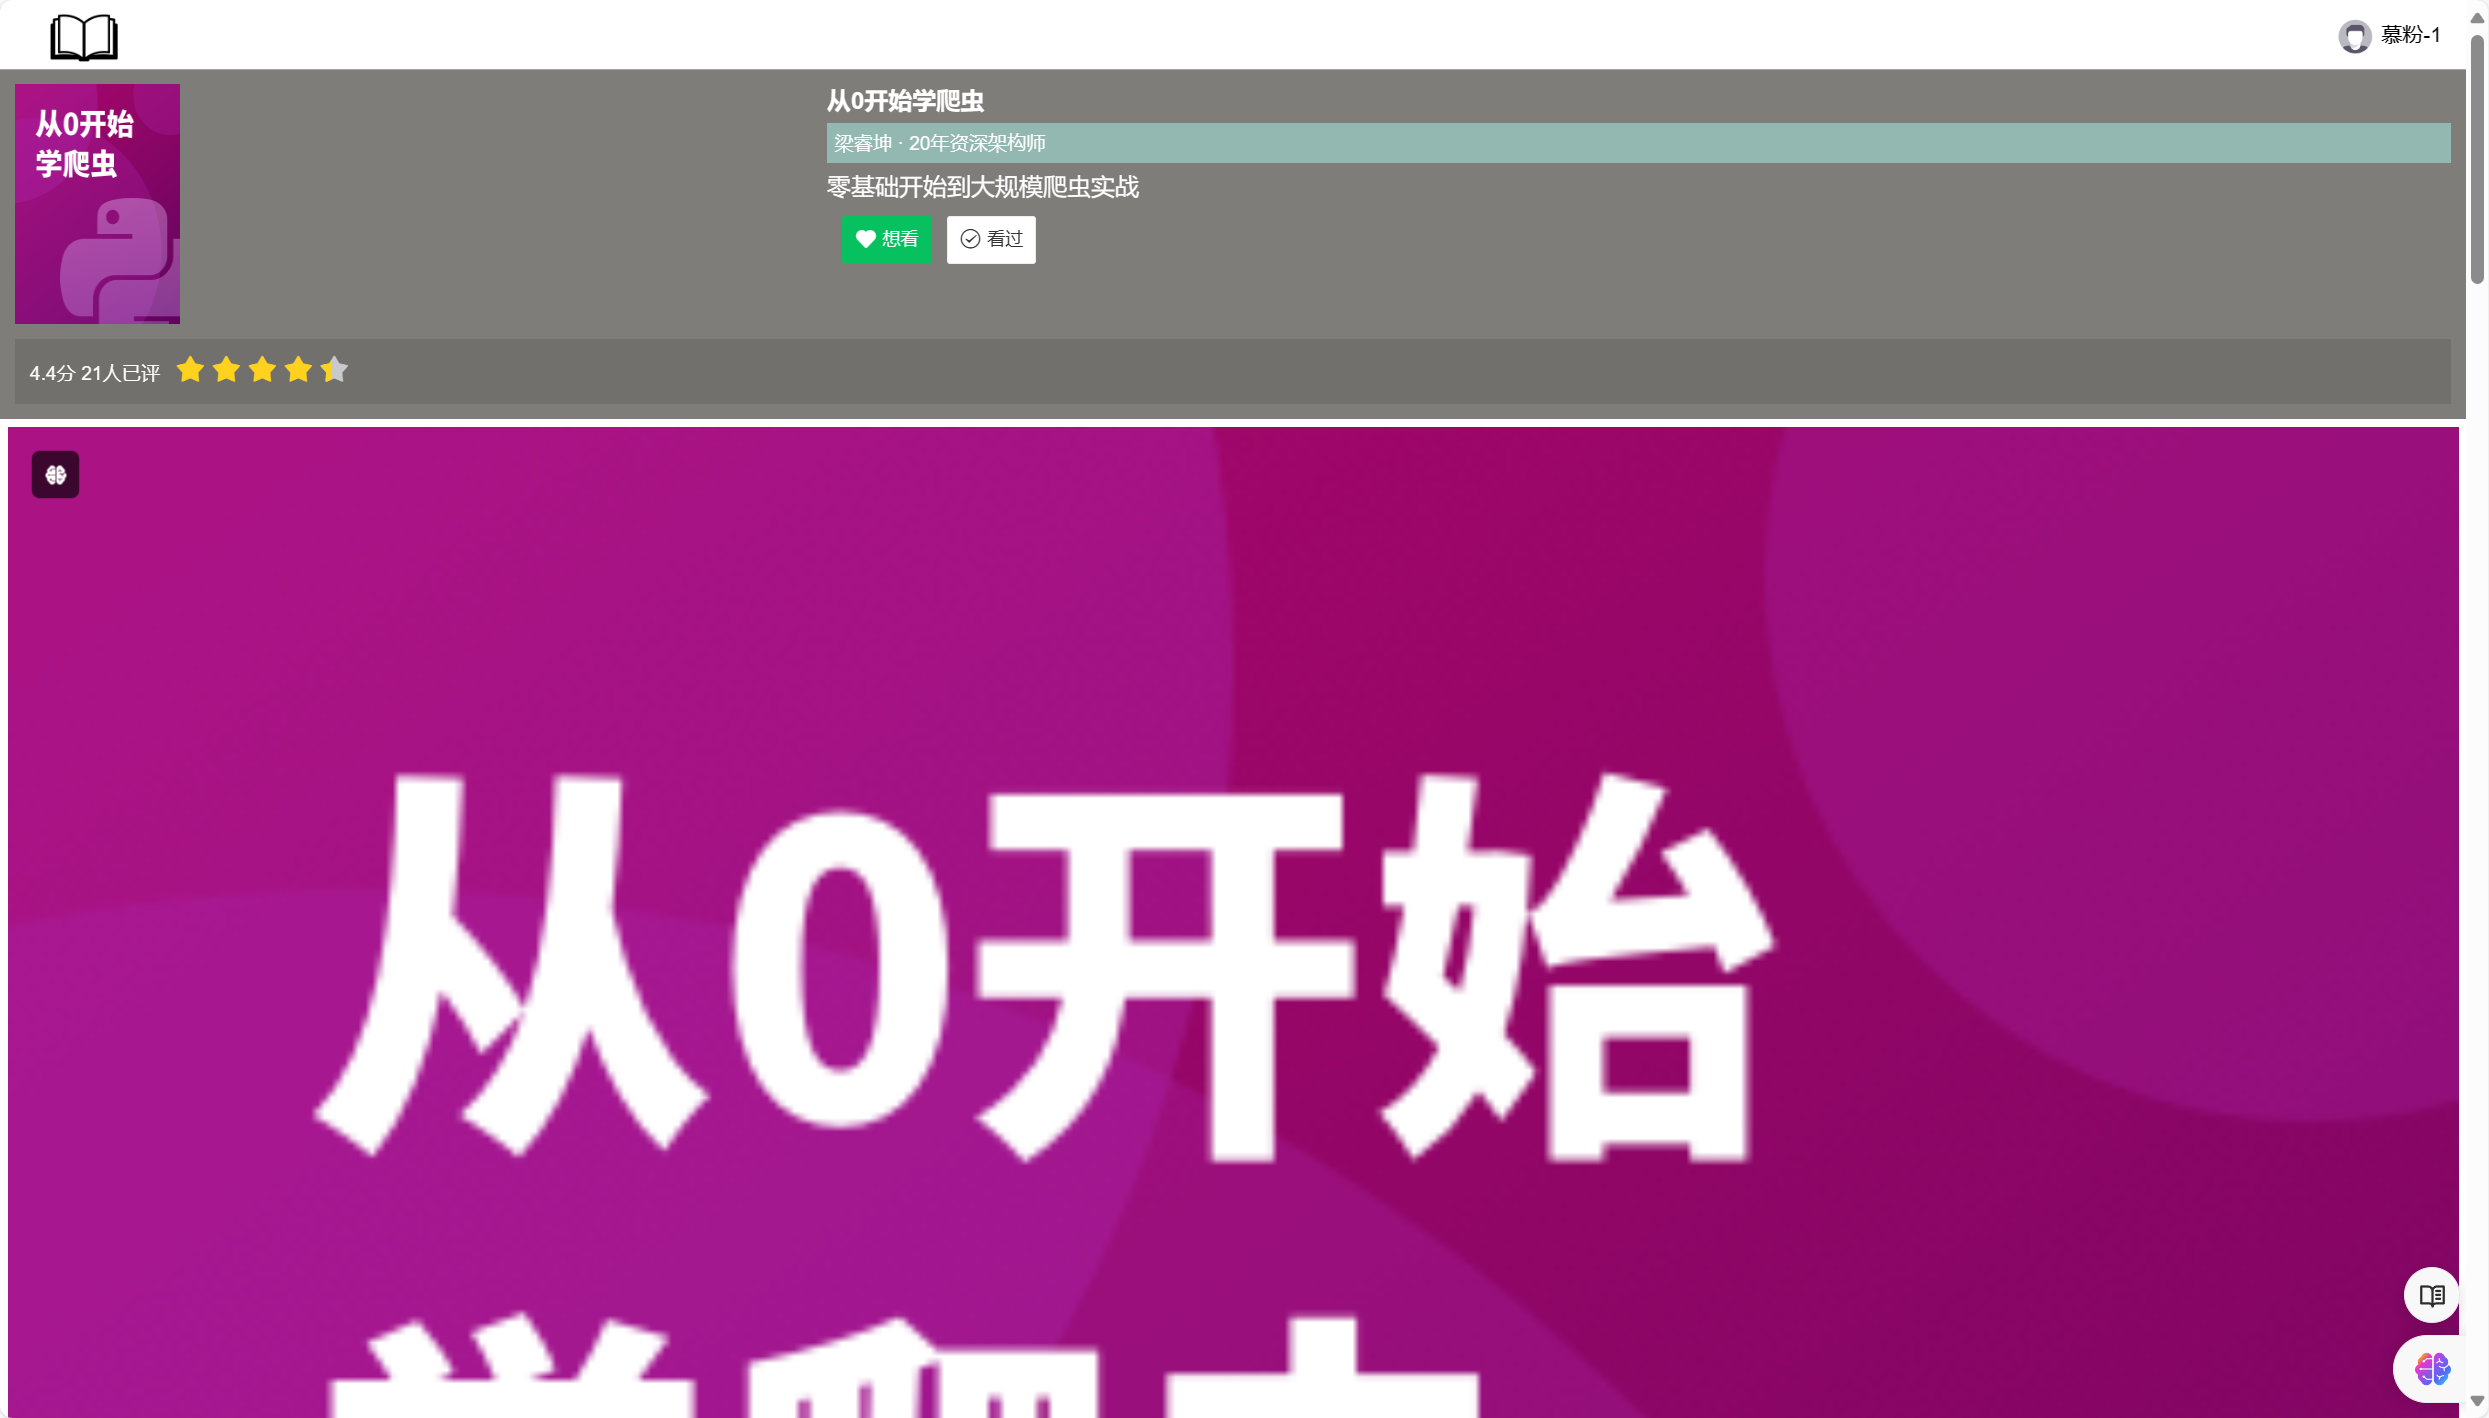 慕粉-1
从0开始
学爬虫
从0开始学爬虫
梁睿坤 · 20年资深架构师
零基础开始到大规模爬虫实战
想看 看过
4.4分 21人已评
从0开始
学爬虫